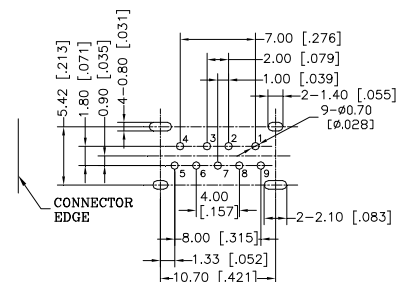 7.00 [.276]
2.00 [.079]
1.00 [.039]
2-1.40 [.055]
9-ø0.70
[ø.028]
5.42 [.213]
1.80 [.071]
0.90 [.035]
4-0.80 [.031]
4 3 2 1
5 6 7 8 9
4.00
[.157]
CONNECTOR
EDGE
2-2.10 [.083]
8.00 [.315]
1.33 [.052]
10.70 [.421]